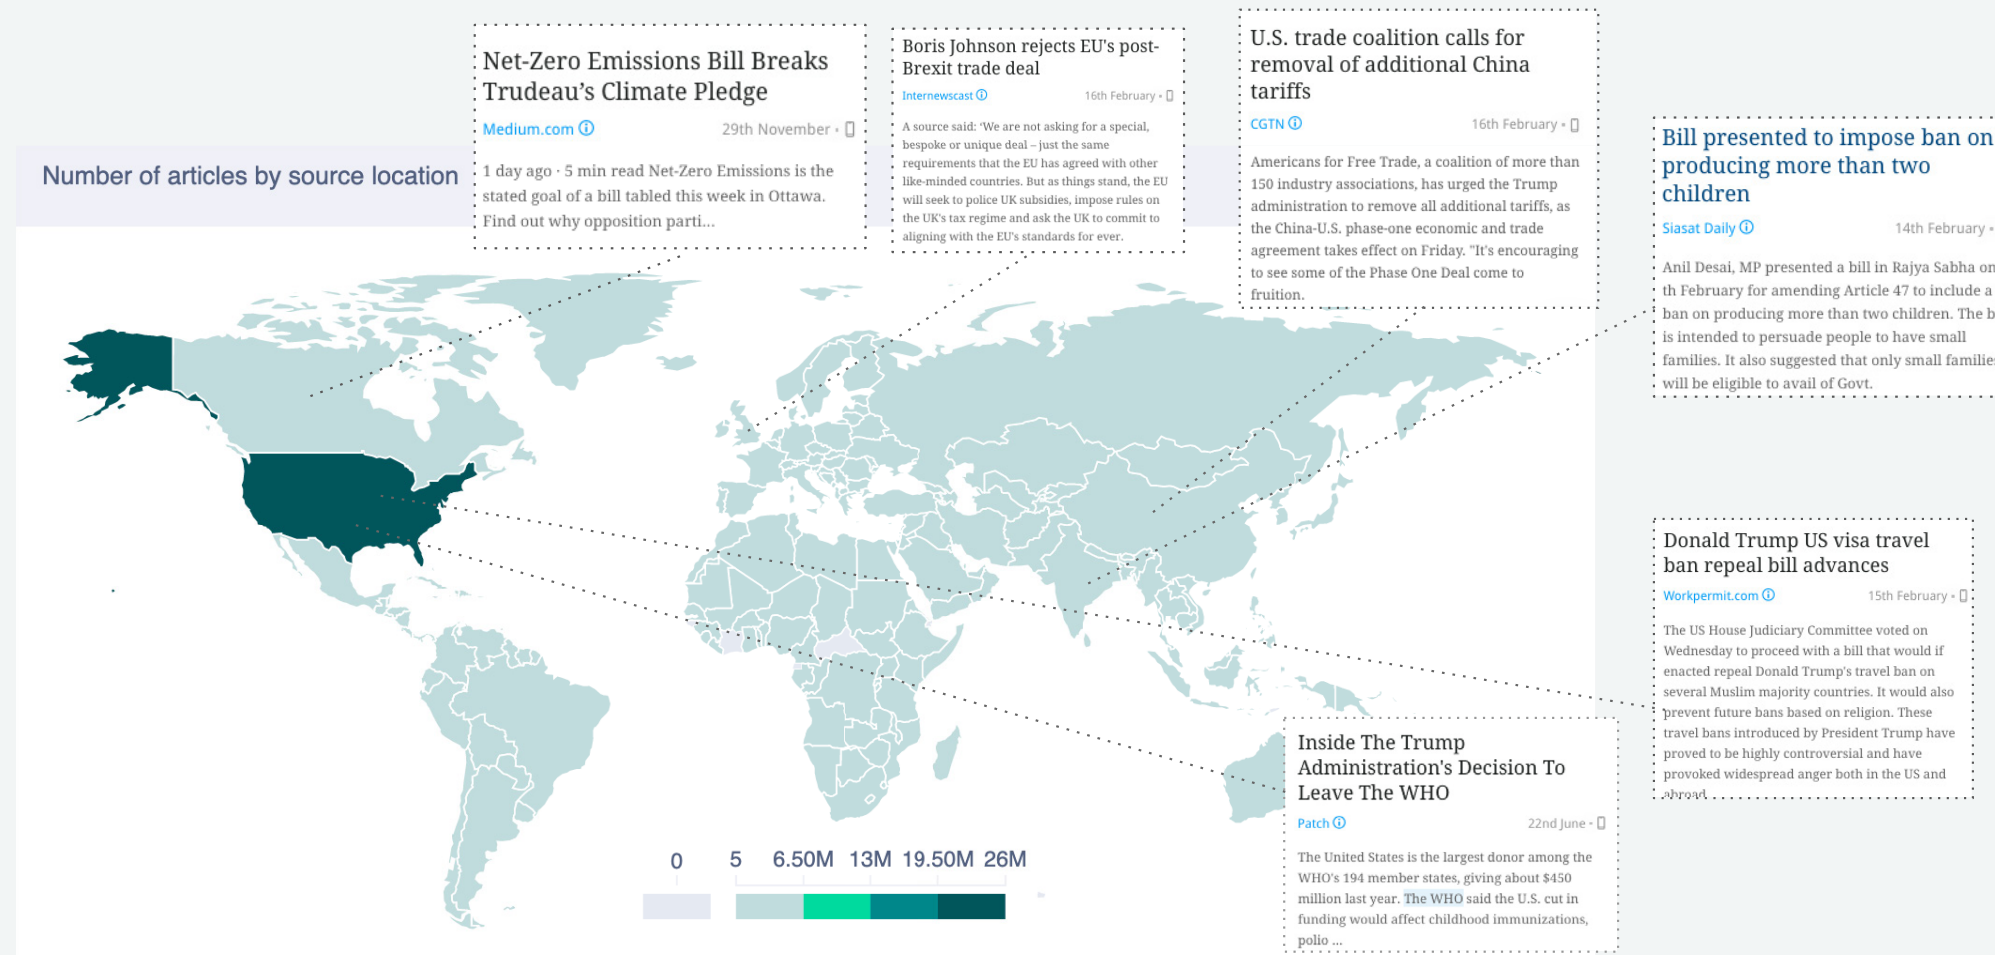 Number of articles by source location
Net-Zero Emissions Bill Breaks
Trudeau’s Climate Pledge
Medium.com
29th November •
1 day ago · 5 min read Net-Zero Emissions is the
stated goal of a bill tabled this week in Ottawa.
Find out why opposition parti...
Boris Johnson rejects EU's post-
Brexit trade deal
Internewscast
16th February •
A source said: ‘We are not asking for a special,
bespoke or unique deal – just the same
requirements that the EU has agreed with other
like-minded countries. But as things stand, the EU
will seek to police UK subsidies, impose rules on
the UK's tax regime and ask the UK to commit to
aligning with the EU's standards for ever.
U.S. trade coalition calls for
removal of additional China
tariffs
CGTN
16th February •
Americans for Free Trade, a coalition of more than
150 industry associations, has urged the Trump
administration to remove all additional tariffs, as
the China-U.S. phase-one economic and trade
agreement takes effect on Friday. "It's encouraging
to see some of the Phase One Deal come to
fruition.
Bill presented to impose ban on
producing more than two
children
Siasat Daily
14th February •
Anil Desai, MP presented a bill in Rajya Sabha on
th February for amending Article 47 to include a
ban on producing more than two children. The b
is intended to persuade people to have small
families. It also suggested that only small familie
will be eligible to avail of Govt.
Donald Trump US visa travel
ban repeal bill advances
Workpermit.com
15th February •
The US House Judiciary Committee voted on
Wednesday to proceed with a bill that would if
enacted repeal Donald Trump's travel ban on
several Muslim majority countries. It would also
prevent future bans based on religion. These
travel bans introduced by President Trump have
proved to be highly controversial and have
provoked widespread anger both in the US and
abroad
Inside The Trump
Administration's Decision To
Leave The WHO
Patch
22nd June •
The United States is the largest donor among the
WHO's 194 member states, giving about $450
million last year. The WHO said the U.S. cut in
funding would affect childhood immunizations,
polio ...
0 5 6.50M 13M 19.50M 26M